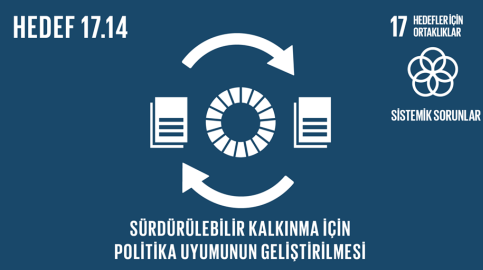 HEDEF 17.14
17 HEDEFLER İÇİN
ORTAKLIKLAR
SİSTEMİK SORUNLAR
SÜRDÜRÜLEBİLİR KALKINMA İÇİN
POLİTİKA UYUMUNUN GELİŞTİRİLMESİ